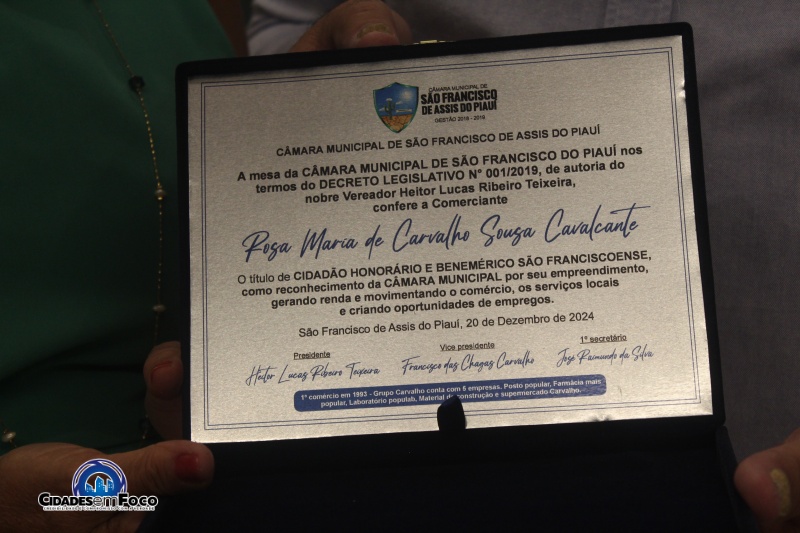 CÂMARA MUNICIPAL DE
SÃO FRANCISCO
DE ASSIS DO PIAUÍ
GESTÃO 2018 - 2019
CÂMARA MUNICIPAL DE SÃO FRANCISCO DE ASSIS DO PIAUÍ
A mesa da CÂMARA MUNICIPAL DE SÃO FRANCISCO DO PIAUÍ nos
termos do DECRETO LEGISLATIVO N° 001/2019, de autoria do
nobre Vereador Heitor Lucas Ribeiro Teixeira,
confere a Comerciante
Rosa Maria de Carvalho Sousa Cavalcante
O título de CIDADÃO HONORÁRIO E BENEMÉRICO SÃO FRANCISCOENSE,
como reconhecimento da CÂMARA MUNICIPAL por seu empreendimento,
gerando renda e movimentando o comércio, os serviços locais
e criando oportunidades de empregos.
São Francisco de Assis do Piauí, 20 de Dezembro de 2024
Presidente Vice presidente 1º secretário
Heitor Lucas Ribeiro Teixeira Francisco das Chagas Carvalho José Raimundo da Silva
1º comércio em 1993 - Grupo Carvalho conta com 5 empresas. Posto popular, Farmácia mais
popular, Laboratório populab, Material de construção e supermercado Carvalho.
CIDADESemFOCO